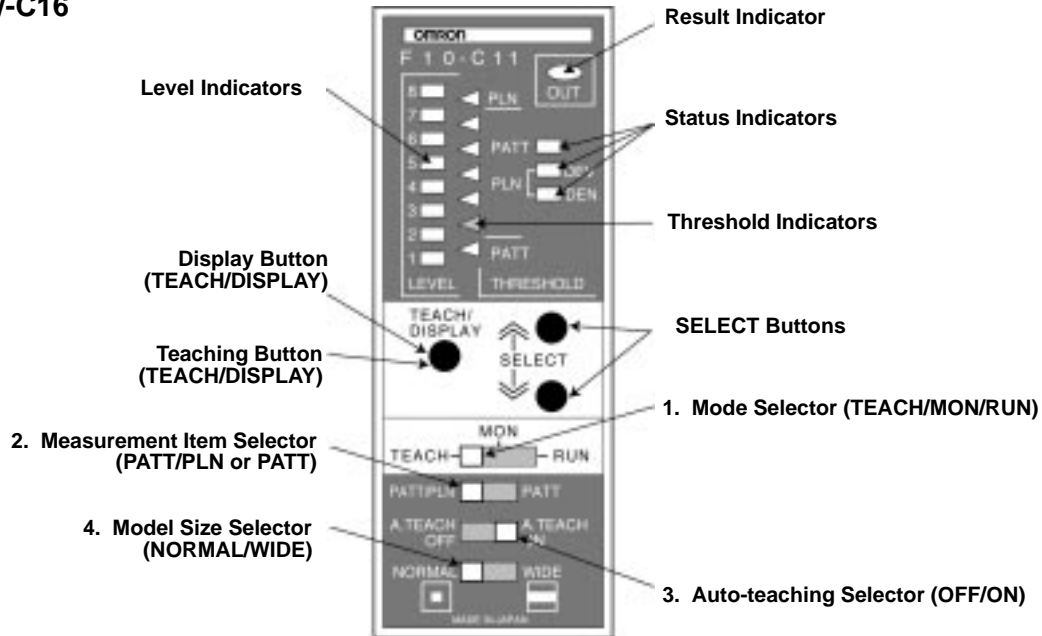 -C16
Result Indicator
OMRON
F10-C11
Level Indicators
OUT
8
PLN
7
Status Indicators
6
PATT
5
DEN
PLN
4
DEN
3
Threshold Indicators
2
PATT
1
LEVEL
THRESHOLD
Display Button
(TEACH/DISPLAY)
TEACH/
DISPLAY
SELECT Buttons
SELECT
Teaching Button
(TEACH/DISPLAY)
1. Mode Selector (TEACH/MON/RUN)
MON
2. Measurement Item Selector
(PATT/PLN or PATT)
TEACH
RUN
PATT/PLN
PATT
A.TEACH
OFF
A.TEACH
4. Model Size Selector
(NORMAL/WIDE)
NORMAL
WIDE
3. Auto-teaching Selector (OFF/ON)
MADE IN JAPAN